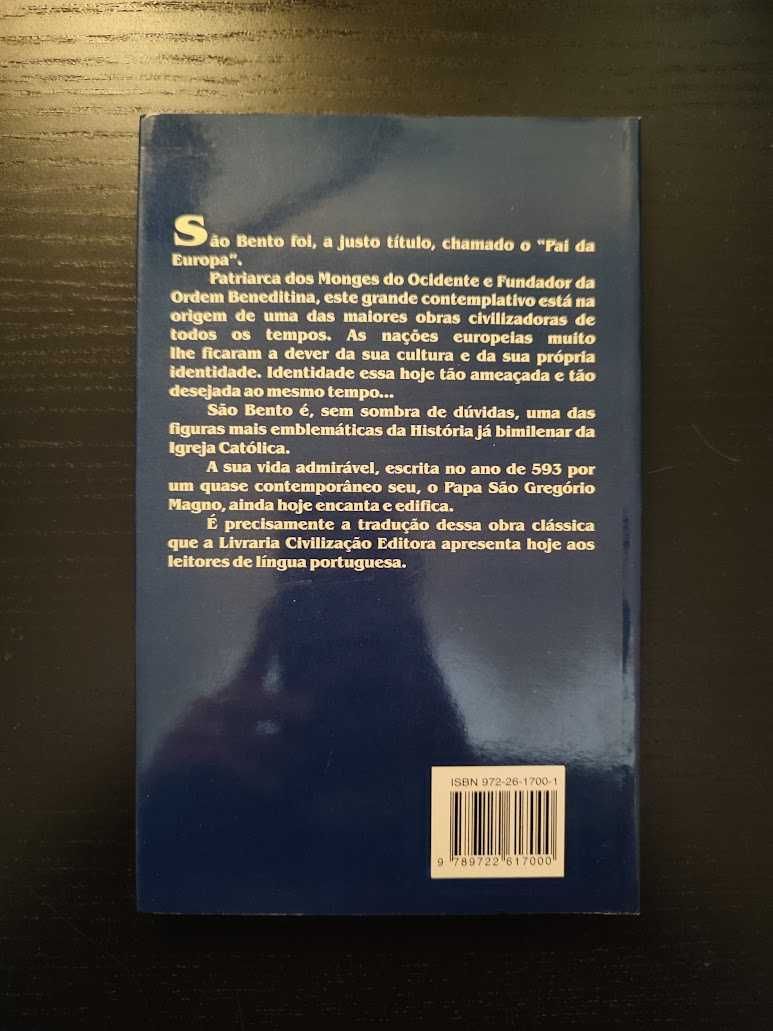 São Bento foi, a justo título, chamado o "Pai da
Europa".
Patriarca dos Monges do Ocidente e Fundador da
Ordem Beneditina, este grande contemplativo está na
origem de uma das maiores obras civilizadoras de
todos os tempos. As nações europeias muito
lhe ficaram a dever da sua cultura e da sua própria
identidade. Identidade essa hoje tão ameaçada e tão
desejada ao mesmo tempo...
São Bento é, sem sombra de dúvidas, uma das
figuras mais emblemáticas da História já bimilenar da
Igreja Católica.
A sua vida admirável, escrita no ano de 593 por
um quase contemporâneo seu, o Papa São Gregório
Magno, ainda hoje encanta e edifica.
É precisamente a tradução dessa obra clássica
que a Livraria Civilização Editora apresenta hoje aos
leitores de língua portuguesa.
ISBN 972-26-1700-1
9 789722 617000